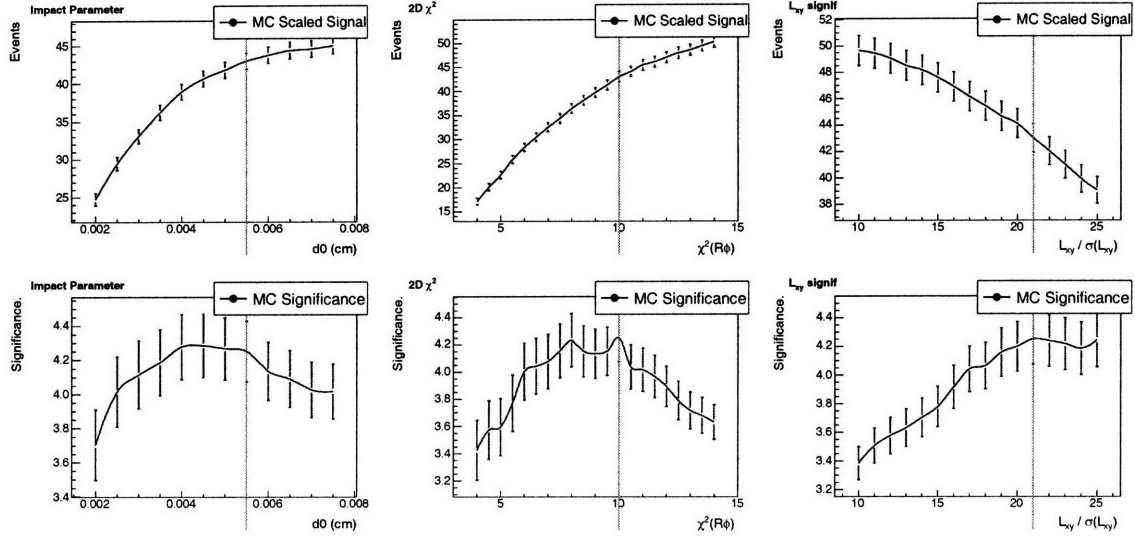 Impact Parameter
MC Scaled Signal
Events
45
40
35
30
25
0.002
0.004
0.006
0.008
d0 (cm)
2D χ²
MC Scaled Signal
Events
50
45
40
35
30
25
20
15
5
10
15
χ²(Rϕ)
L_xy signif
MC Scaled Signal
Events
52
50
48
46
44
42
40
38
10
15
20
25
L_xy / σ(L_xy)
Impact Parameter
MC Significance
Significance.
4.4
4.2
4.0
3.8
3.6
3.4
0.002
0.004
0.006
0.008
d0 (cm)
2D χ²
MC Significance
Significance.
4.4
4.2
4.0
3.8
3.6
3.4
3.2
5
10
15
χ²(Rϕ)
L_xy signif
MC Significance
Significance.
4.4
4.2
4.0
3.8
3.6
3.4
3.2
10
15
20
25
L_xy / σ(L_xy)